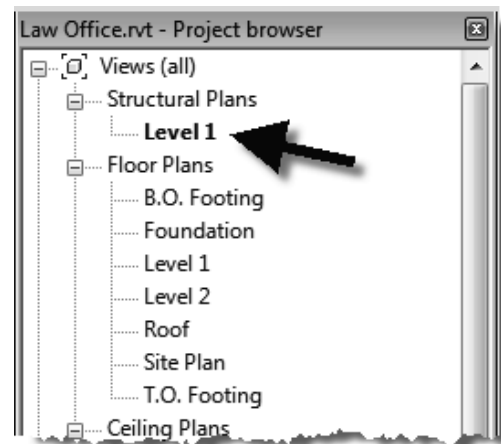 Law Office.rvt - Project browser
Views (all)
Structural Plans
Level 1
Floor Plans
B.O. Footing
Foundation
Level 1
Level 2
Roof
Site Plan
T.O. Footing
Ceiling Plans